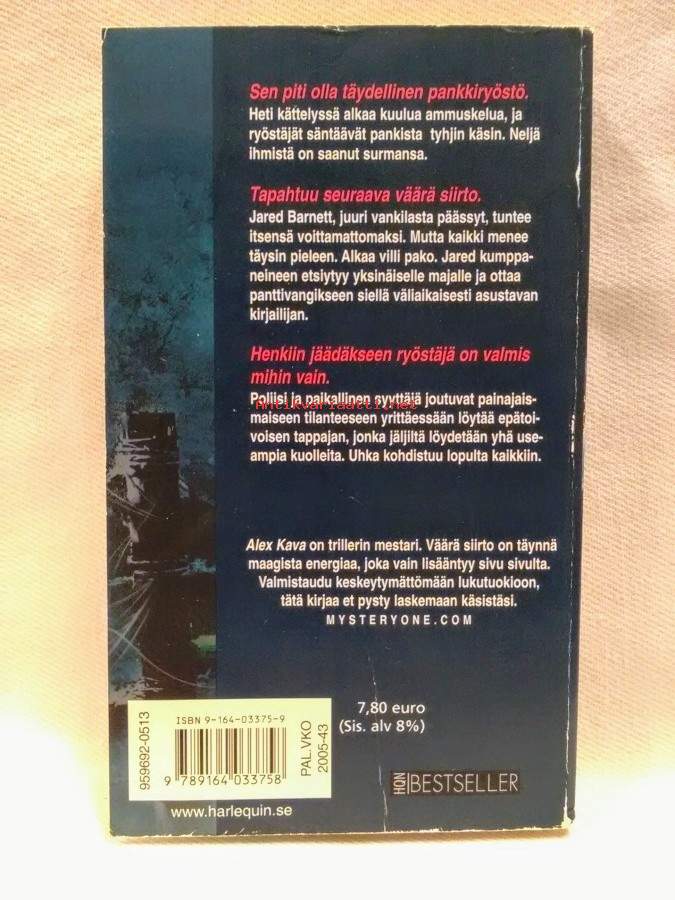 Sen piti olla täydellinen pankkiryöstö.
Heti kättelyssä alkaa kuulua ammuskelua, ja
ryöstäjät säntäävät pankista tyhjin käsin. Neljä
ihmistä on saanut surmansa.
Tapahtuu seuraava väärä siirto.
Jared Barnett, juuri vankilasta päässyt, tuntee
itsensä voittamattomaksi. Mutta kaikki menee
täysin pieleen. Alkaa villi pako. Jared kumppa-
neineen etsiytyy yksinäiselle majalle ja ottaa
panttivangikseen siellä väliaikaisesti asustavan
kirjailijan.
Henkiin jäädäkseen ryöstäjä on valmis
mihin vain.
Poliisi ja paikallinen syyttäjä joutuvat painajais-
Antikvariaatti.net
maiseen tilanteeseen yrittäessään löytää epätoi-
voisen tappajan, jonka jäljiltä löydetään yhä use-
ampia kuolleita. Uhka kohdistuu lopulta kaikkiin.
Alex Kava on trillerin mestari. Väärä siirto on täynnä
maagista energiaa, joka vain lisääntyy sivu sivulta.
Valmistaudu keskeytymättömään lukutuokioon,
tätä kirjaa et pysty laskemaan käsistäsi.
MYSTERYONE.COM
7,80 euro
(Sis. alv 8%)
959692-0513
ISBN 9-164-03375-9
9 789164 033758
PAL.VKO
2005-43
www.harlequin.se
HQN BESTSELLER